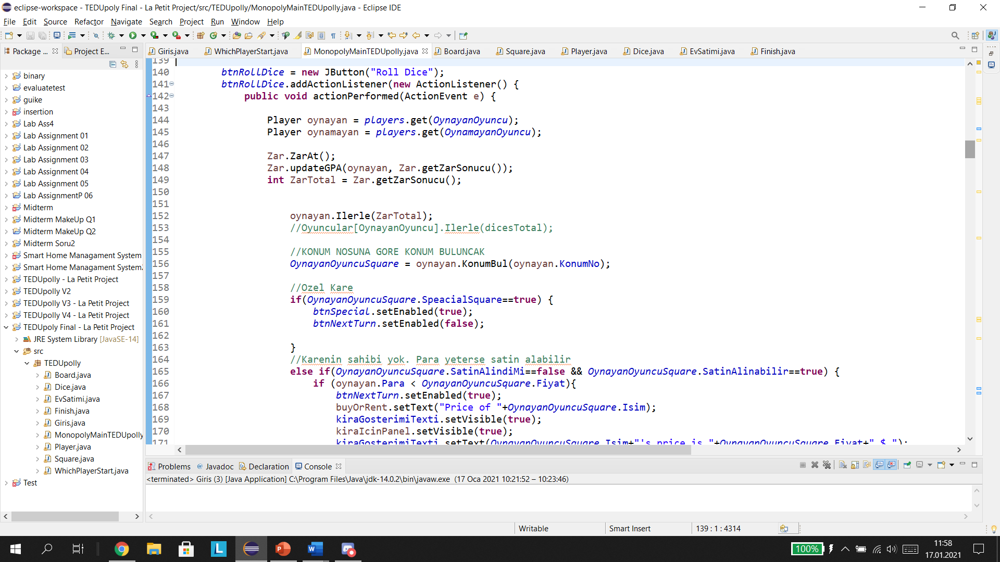 eclipse-workspace - TEDUpoly Final - La Petit Project/src/TEDUpolly/MonopolyMainTEDUpolly.java - Eclipse IDE
File Edit Source Refactor Navigate Search Project Run Window Help
Package ... Project E...
binary
evaluatetest
guike
insertion
Lab Ass4
Lab Assignment 01
Lab Assignment 02
Lab Assignment 03
Lab Assignment 04
Lab Assignment 05
Lab AssignmentP 06
Midterm
Midterm MakeUp Q1
Midterm MakeUp Q2
Midterm Soru2
Smart Home Managament System
Smart Home Managament System2
TEDUpolly - La Petit Project
TEDUpolly V2
TEDUpolly V3 - La Petit Project
TEDUpolly V4 - La Petit Project
TEDUpoly Final - La Petit Project
JRE System Library [JavaSE-14]
src
TEDUpolly
Board.java
Dice.java
EvSatimi.java
Finish.java
Giris.java
MonopolyMainTEDUpolly
Player.java
Square.java
WhichPlayerStart.java
Test
Giris.java WhichPlayerStart.java MonopolyMainTEDUpolly.java Board.java Square.java Player.java Dice.java EvSatimi.java Finish.java
139
140 btnRollDice = new JButton("Roll Dice");
141 btnRollDice.addActionListener(new ActionListener() {
142 public void actionPerformed(ActionEvent e) {
143
144 Player oynayan = players.get(OynayanOyuncu);
145 Player oynamayan = players.get(OynamayanOyuncu);
146
147 Zar.ZarAt();
148 Zar.updateGPA(oynayan, Zar.getZarSonucu());
149 int ZarTotal = Zar.getZarSonucu();
150
151
152 oynayan.Ilerle(ZarTotal);
153 //Oyuncular[OynayanOyuncu].Ilerle(dicesTotal);
154
155 //KONUM NOSUNA GORE KONUM BULUNCAK
156 OynayanOyuncuSquare = oynayan.KonumBul(oynayan.KonumNo);
157
158 //Ozel Kare
159 if(OynayanOyuncuSquare.SpeacialSquare==true) {
160 btnSpecial.setEnabled(true);
161 btnNextTurn.setEnabled(false);
162
163 }
164 //Karenin sahibi yok. Para yeterse satin alabilir
165 else if(OynayanOyuncuSquare.SatinAlindiMi==false && OynayanOyuncuSquare.SatinAlinabilir==true) {
166 if (oynayan.Para < OynayanOyuncuSquare.Fiyat){
167 btnNextTurn.setEnabled(true);
168 buyOrRent.setText("Price of "+OynayanOyuncuSquare.Isim);
169 kiraGosterimiTexti.setVisible(true);
170 kiraIcinPanel.setVisible(true);
171 kiraGosterimiTexti.setText(OynayanOyuncuSquare.Isim+"'s price is "+OynayanOyuncuSquare.Fiyat+" $ ");
Problems @ Javadoc Declaration Console
<terminated> Giris (3) [Java Application] C:\Program Files\Java\jdk-14.0.2\bin\javaw.exe (17 Oca 2021 10:21:52 – 10:23:46)
Writable Smart Insert 139 : 1 : 4314
100% 11:58
17.01.2021